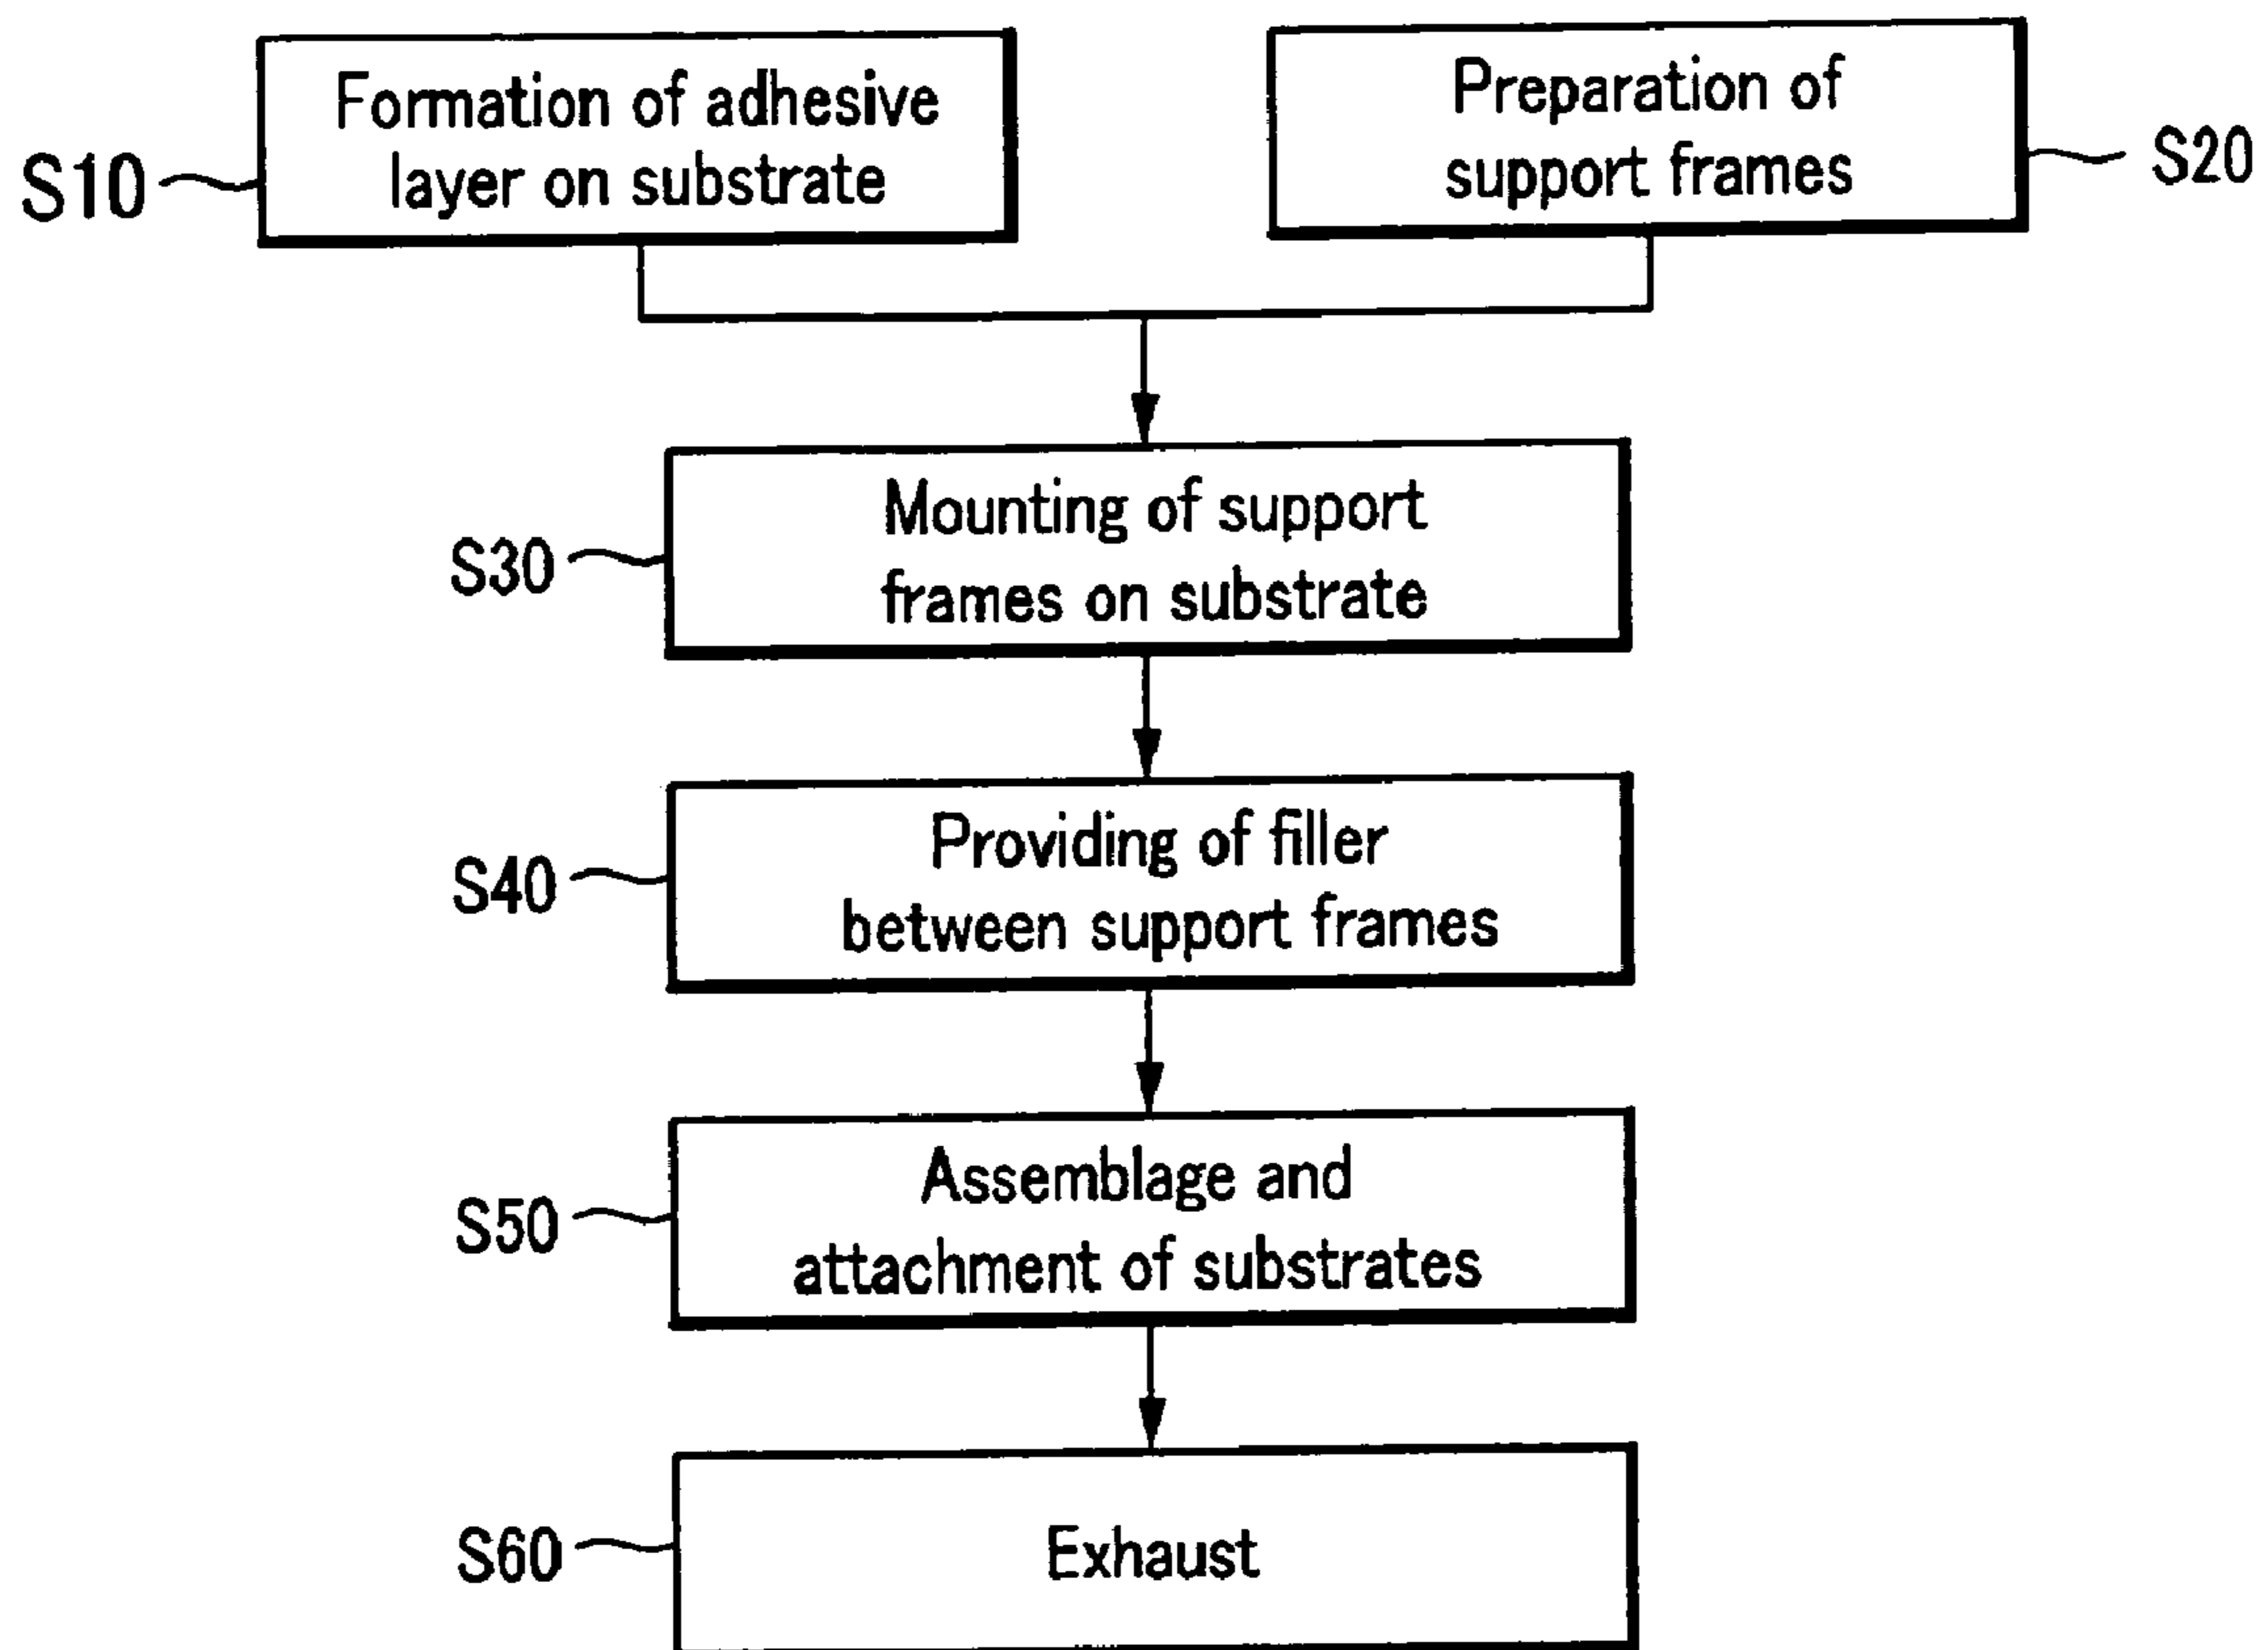 Formation of adhesive
layer on substrate
S10
Preparation of
support frames
S20
Mounting of support
frames on substrate
S30
Providing of filler
between support frames
S40
Assemblage and
attachment of substrates
S50
Exhaust
S60